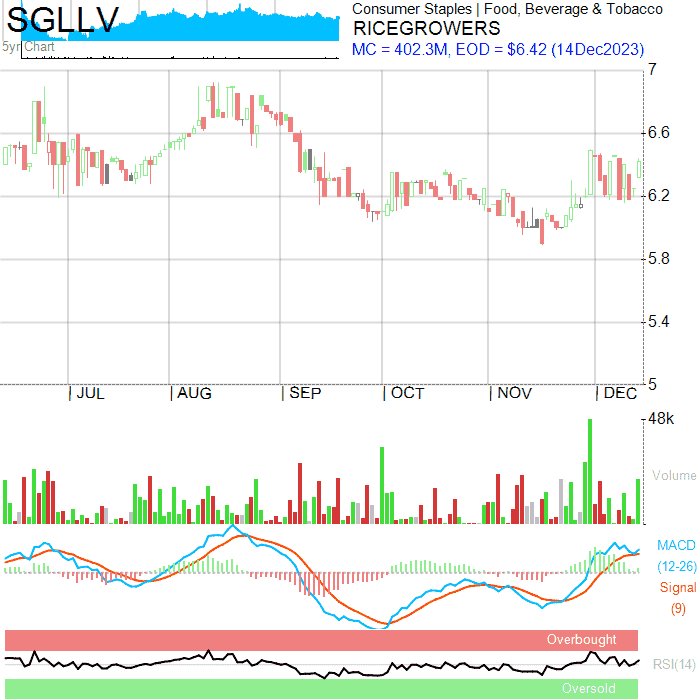 SGLLV
Consumer Staples | Food, Beverage & Tobacco
RICEGROWERS
5yr Chart
MC = 402.3M, EOD = $6.42 (14Dec2023)
7
6.6
6.2
5.8
5.4
5
| JUL | AUG | SEP | OCT | NOV | DEC
48k
Volume
MACD
(12-26)
Signal
(9)
Overbought
RSI(14)
Oversold